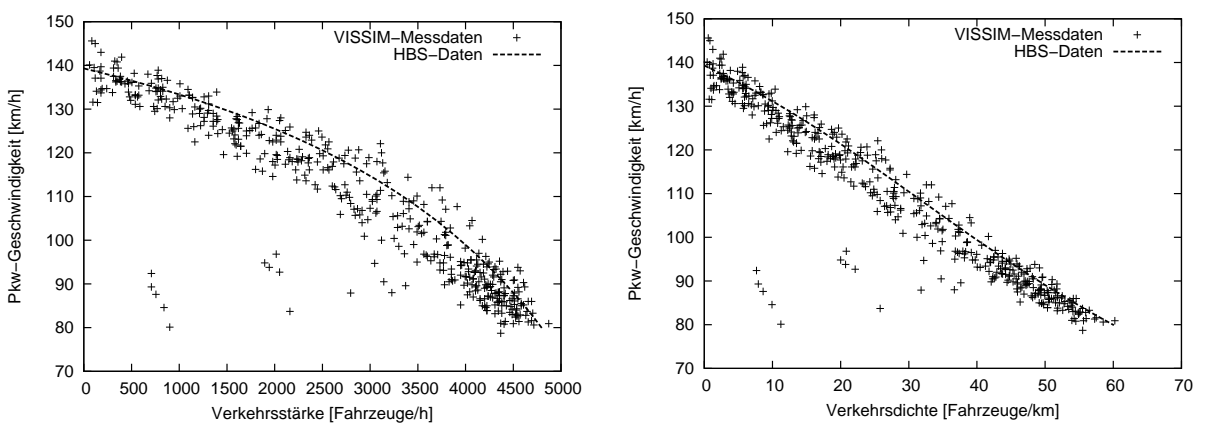 150
140
130
120
110
100
90
80
70
Pkw−Geschwindigkeit [km/h]
VISSIM−Messdaten
HBS−Daten
0 500 1000 1500 2000 2500 3000 3500 4000 4500 5000
Verkehrsstärke [Fahrzeuge/h]
150
140
130
120
110
100
90
80
70
Pkw−Geschwindigkeit [km/h]
VISSIM−Messdaten
HBS−Daten
0 10 20 30 40 50 60 70
Verkehrsdichte [Fahrzeuge/km]